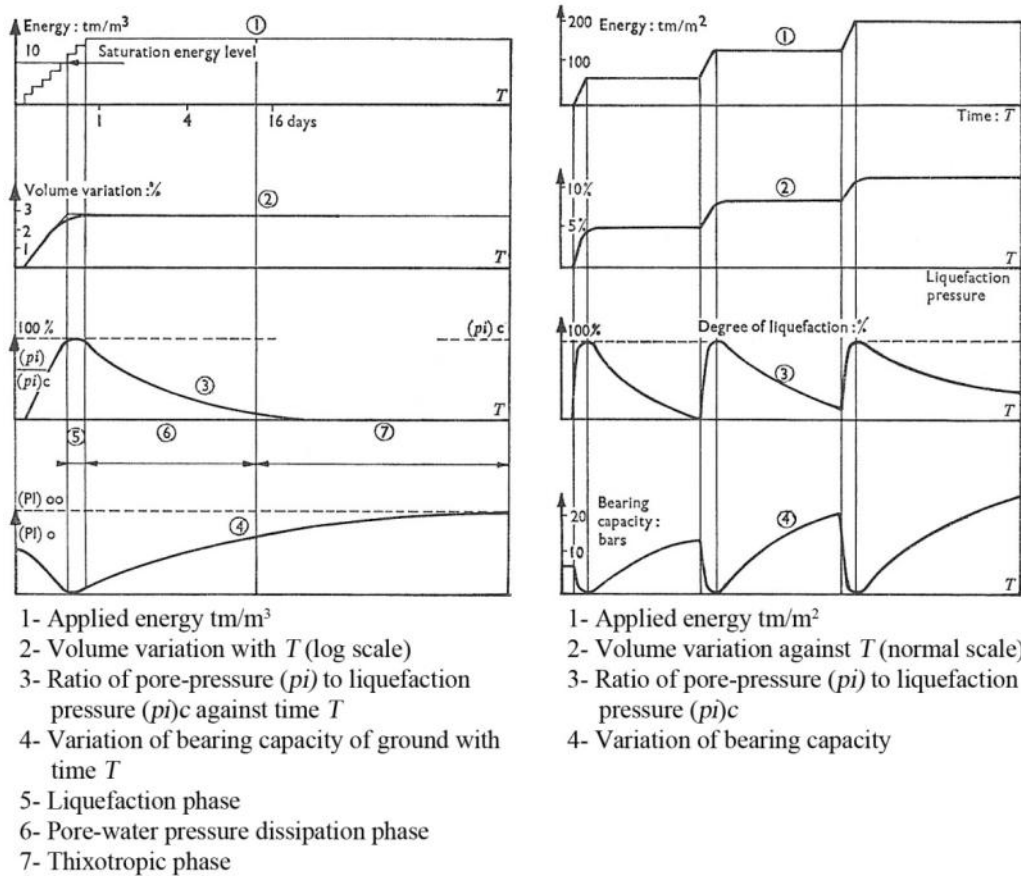 Energy : tm/m³
①
10
Saturation energy level
T
1
4
16 days
Volume variation :%
②
3
2
1
T
100 %
(pi) c
(pi)
(pi)c
③
T
⑤
⑥
⑦
(PI) oo
(PI) o
④
1- Applied energy tm/m³
2- Volume variation with T (log scale)
3- Ratio of pore-pressure (pi) to liquefaction
pressure (pi)c against time T
4- Variation of bearing capacity of ground with
time T
5- Liquefaction phase
6- Pore-water pressure dissipation phase
7- Thixotropic phase
200
Energy : tm/m²
①
100
Time : T
10%
②
5%
T
Liquefaction
pressure
100%
Degree of liquefaction :%
③
T
Bearing
20
capacity :
④
bars
10
T
1- Applied energy tm/m²
2- Volume variation against T (normal scale)
3- Ratio of pore-pressure (pi) to liquefaction
pressure (pi)c
4- Variation of bearing capacity